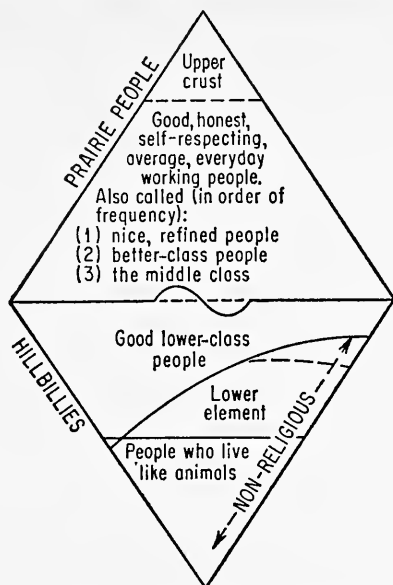 PRAIRIE PEOPLE
Upper
crust
Good, honest,
self-respecting,
average, everyday
working people.
Also called (in order of
frequency):
(1) nice, refined people
(2) better-class people
(3) the middle class
HILLBILLIES
Good lower-class
people
Lower
element
NON-RELIGIOUS
People who live
like animals